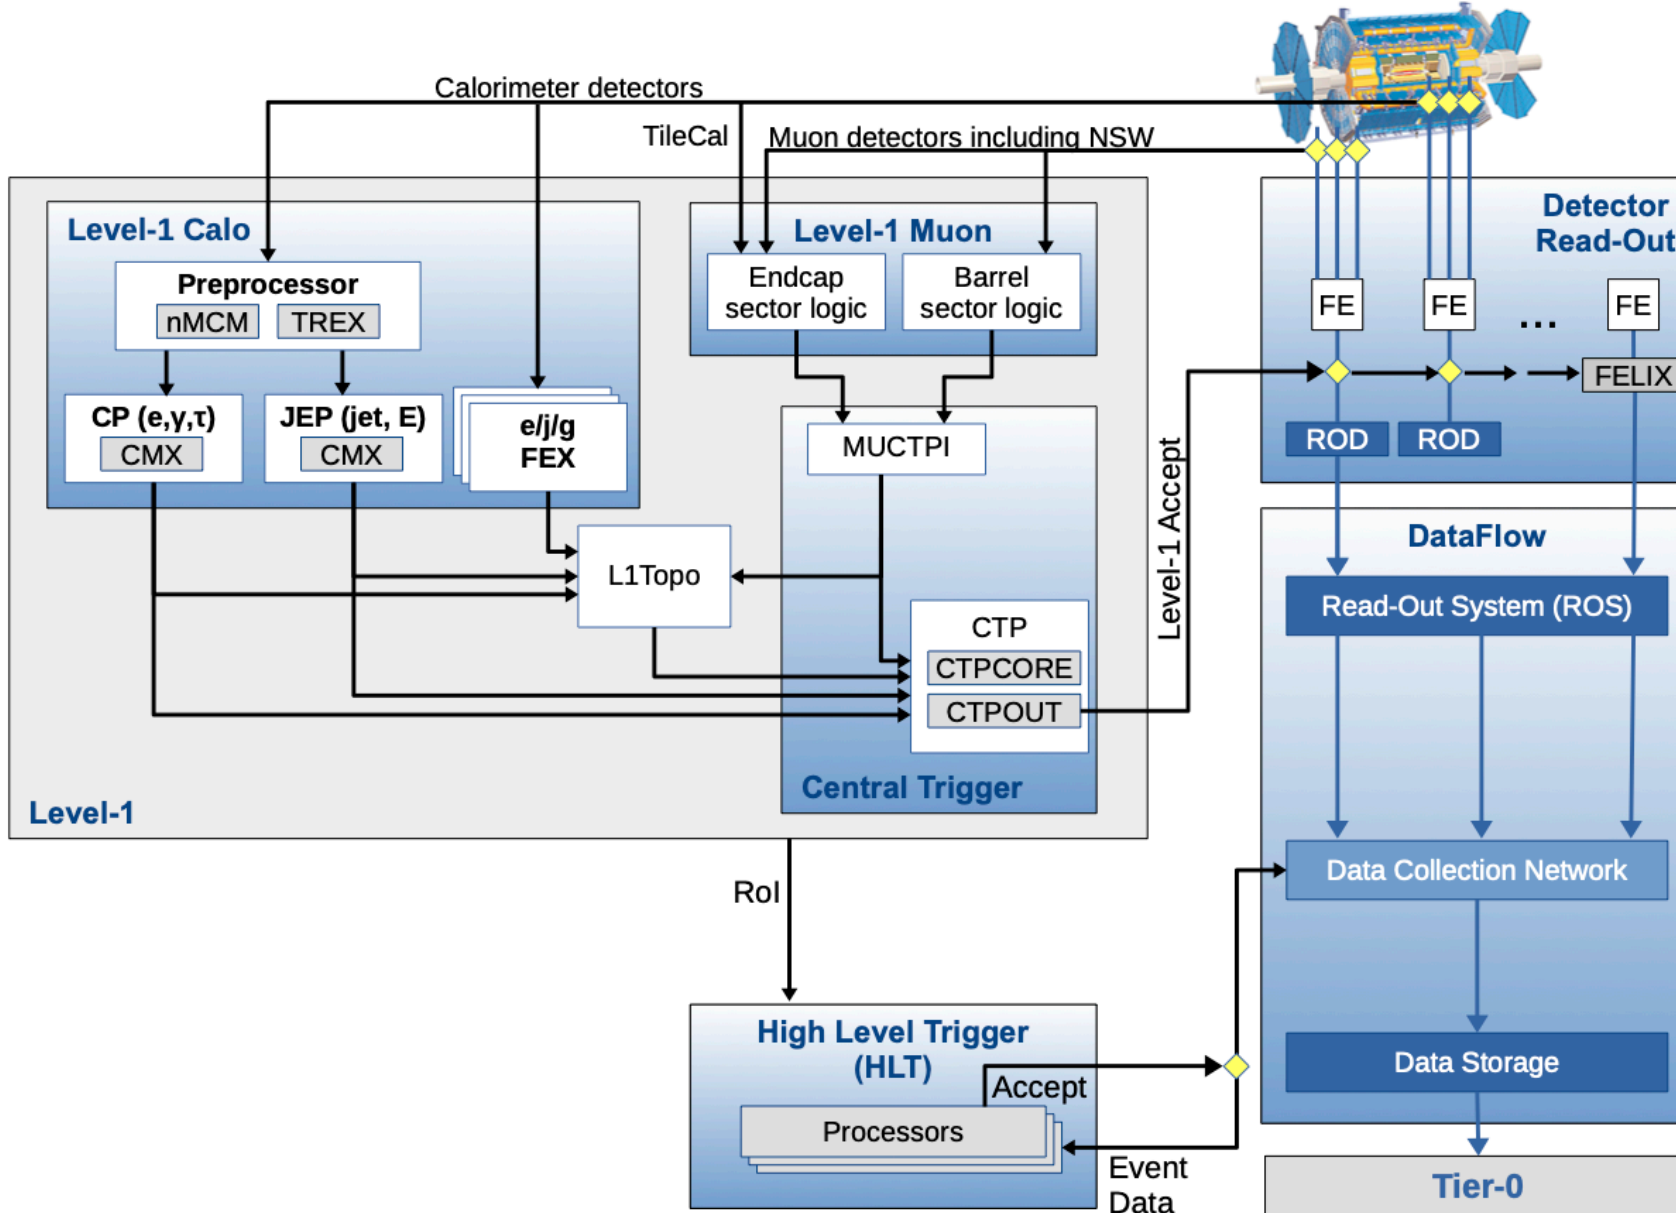 Calorimeter detectors
TileCal
Muon detectors including NSW
Level-1 Calo
Preprocessor
nMCM
TREX
CP (e,γ,τ)
CMX
JEP (jet, E)
CMX
e/j/g
FEX
Level-1 Muon
Endcap
sector logic
Barrel
sector logic
MUCTPI
L1Topo
CTP
CTPCORE
CTPOUT
Central Trigger
Level-1
Level-1 Accept
Detector
Read-Out
FE
FE
...
FE
FELIX
ROD
ROD
DataFlow
Read-Out System (ROS)
Data Collection Network
Data Storage
Tier-0
RoI
High Level Trigger
(HLT)
Accept
Processors
Event
Data